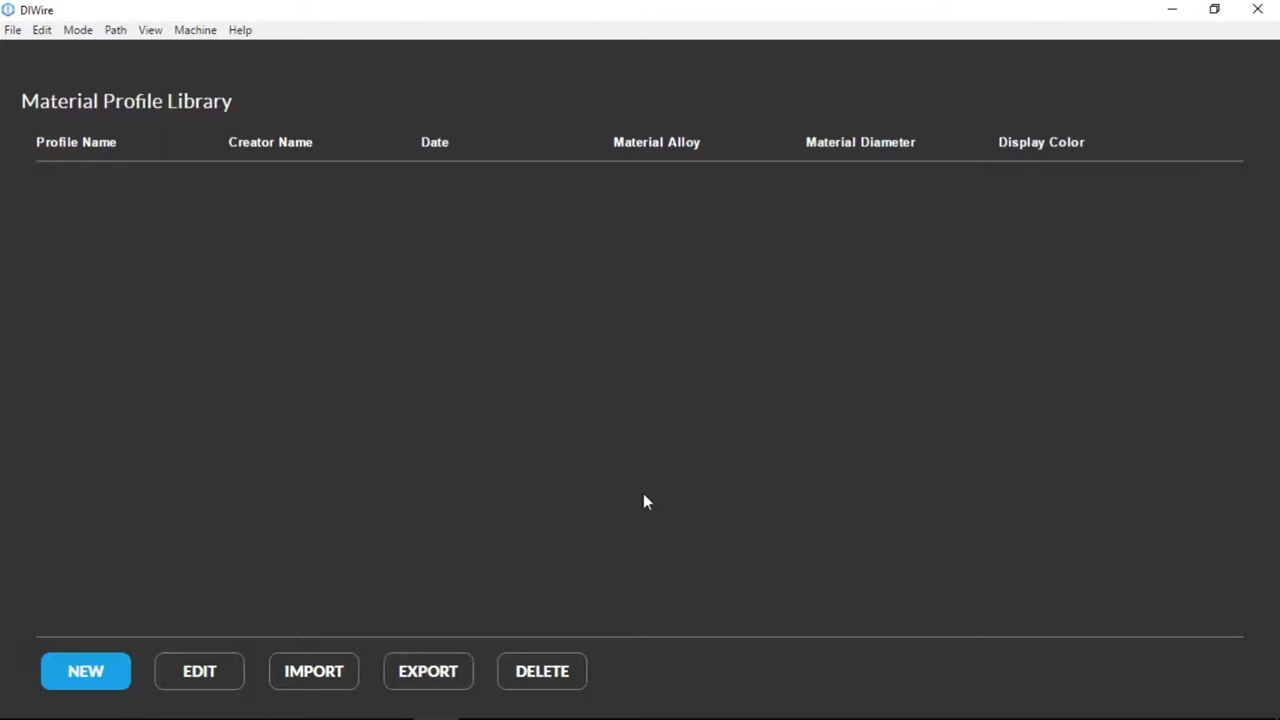 DIWire
File Edit Mode Path View Machine Help
Material Profile Library
Profile Name Creator Name Date Material Alloy Material Diameter Display Color
NEW EDIT IMPORT EXPORT DELETE